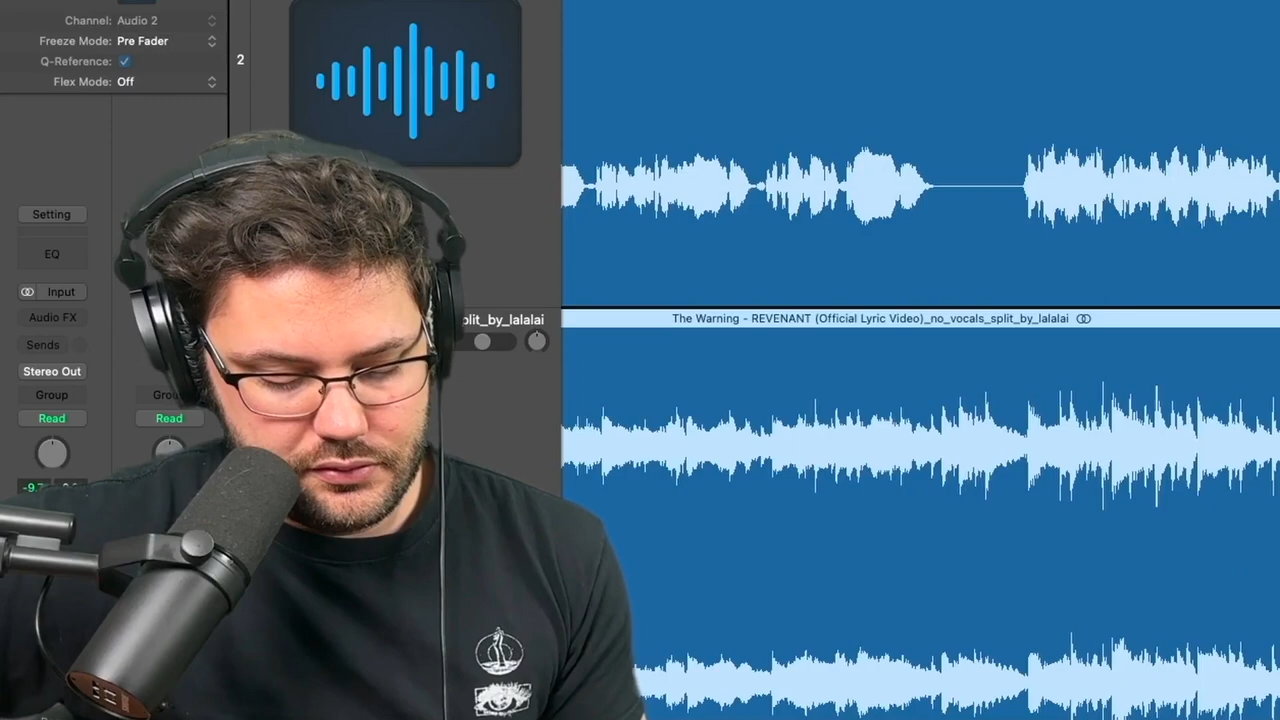 Channel: Audio 2
Freeze Mode: Pre Fader
Q-Reference:
Flex Mode: Off
2
Setting
EQ
Input
Audio FX
Sends
Stereo Out
Group
Read
Read
split_by_lalalai
The Warning - REVENANT (Official Lyric Video)_no_vocals_split_by_lalalai